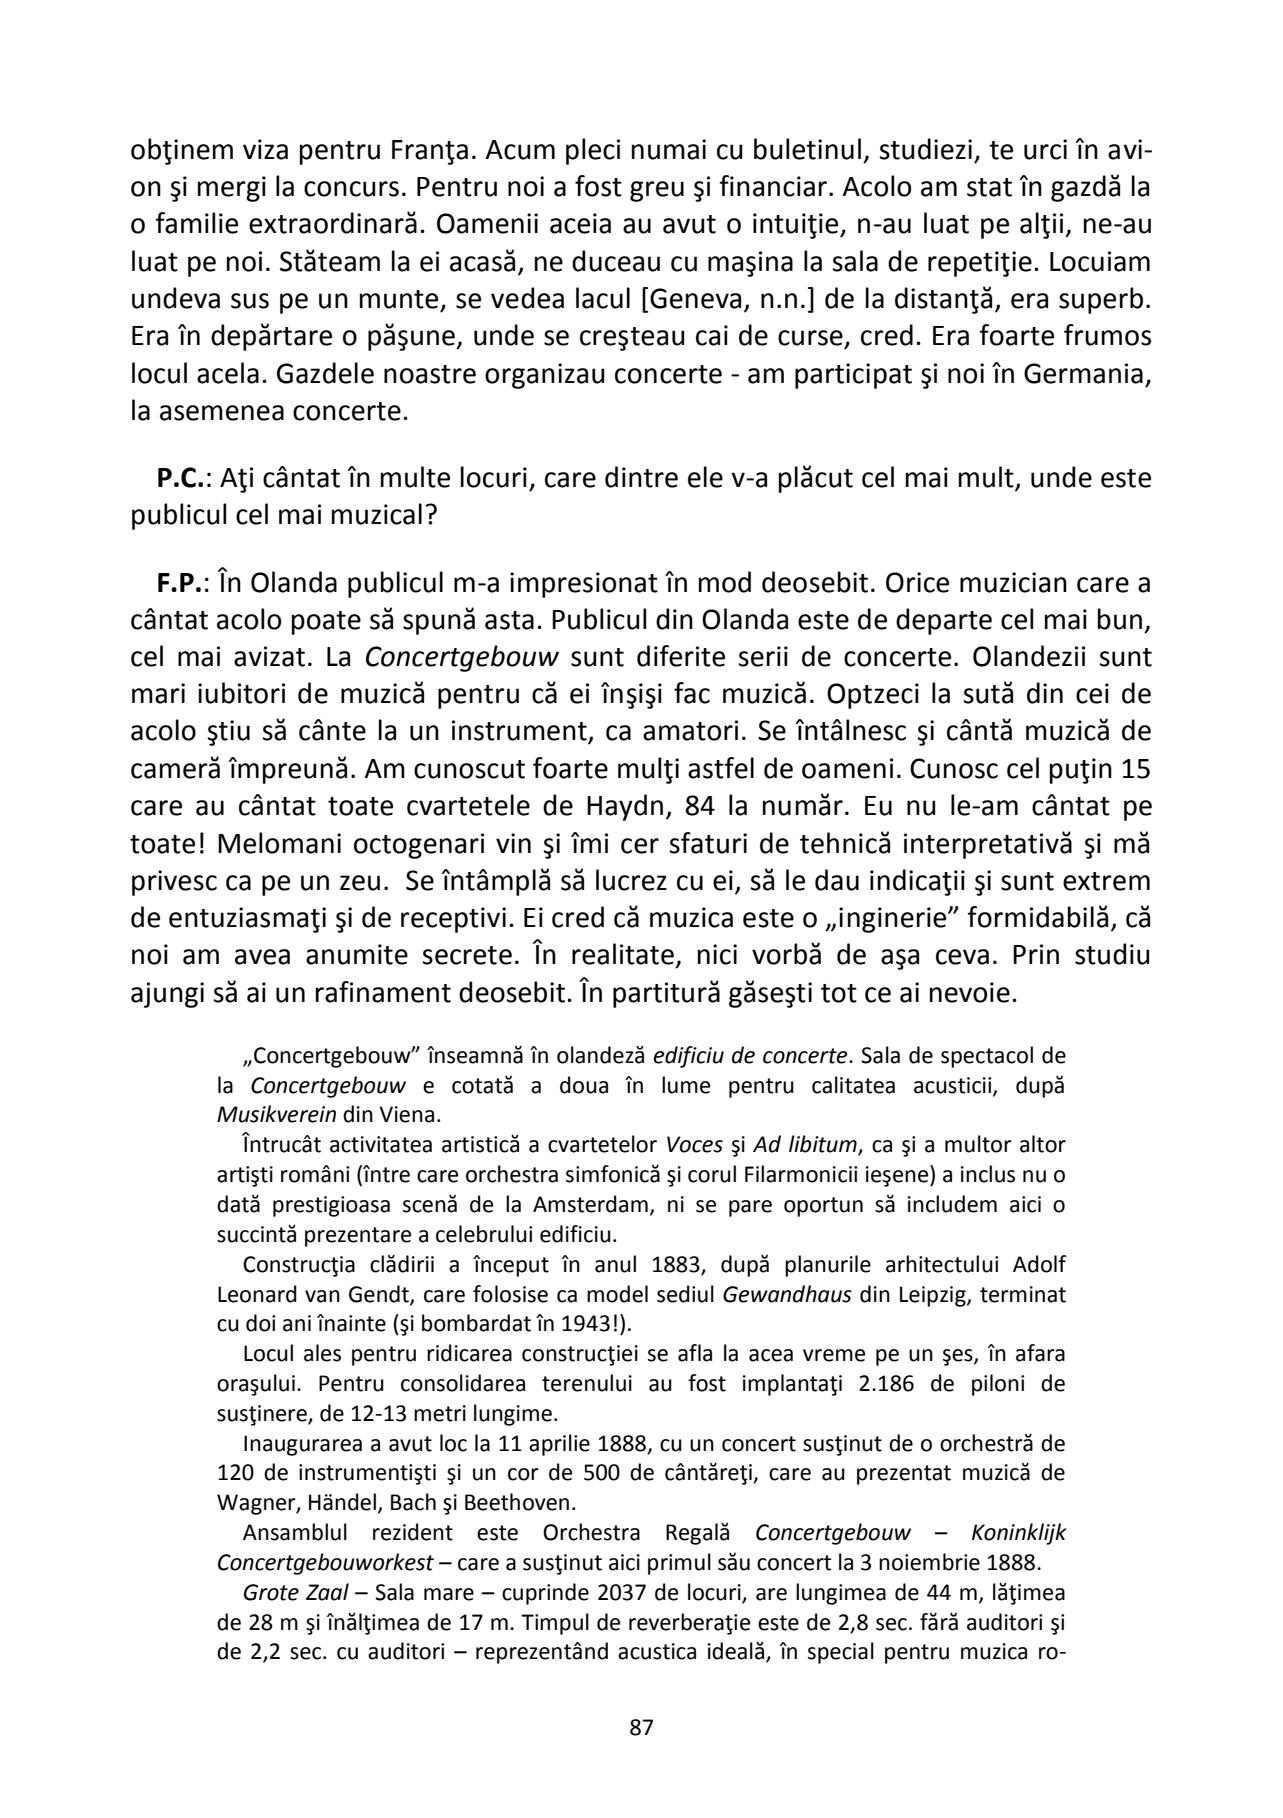 obţinem viza pentru Franţa. Acum pleci numai cu buletinul, studiezi, te urci în avi-
on şi mergi la concurs. Pentru noi a fost greu şi financiar. Acolo am stat în gazdă la
o familie extraordinară. Oamenii aceia au avut o intuiţie, n-au luat pe alţii, ne-au
luat pe noi. Stăteam la ei acasă, ne duceau cu maşina la sala de repetiţie. Locuiam
undeva sus pe un munte, se vedea lacul [Geneva, n.n.] de la distanţă, era superb.
Era în depărtare o păşune, unde se creşteau cai de curse, cred. Era foarte frumos
locul acela. Gazdele noastre organizau concerte - am participat şi noi în Germania,
la asemenea concerte.
P.C.: Aţi cântat în multe locuri, care dintre ele v-a plăcut cel mai mult, unde este
publicul cel mai muzical?
F.P.: În Olanda publicul m-a impresionat în mod deosebit. Orice muzician care a
cântat acolo poate să spună asta. Publicul din Olanda este de departe cel mai bun,
cel mai avizat. La Concertgebouw sunt diferite serii de concerte. Olandezii sunt
mari iubitori de muzică pentru că ei înşişi fac muzică. Optzeci la sută din cei de
acolo ştiu să cânte la un instrument, ca amatori. Se întâlnesc şi cântă muzică de
cameră împreună. Am cunoscut foarte mulţi astfel de oameni. Cunosc cel puţin 15
care au cântat toate cvartetele de Haydn, 84 la număr. Eu nu le-am cântat pe
toate! Melomani octogenari vin şi îmi cer sfaturi de tehnică interpretativă şi mă
privesc ca pe un zeu. Se întâmplă să lucrez cu ei, să le dau indicaţii şi sunt extrem
de entuziasmaţi şi de receptivi. Ei cred că muzica este o „inginerie” formidabilă, că
noi am avea anumite secrete. În realitate, nici vorbă de aşa ceva. Prin studiu
ajungi să ai un rafinament deosebit. În partitură găseşti tot ce ai nevoie.
„Concertgebouw” înseamnă în olandeză edificiu de concerte. Sala de spectacol de
la Concertgebouw e cotată a doua în lume pentru calitatea acusticii, după
Musikverein din Viena.
Întrucât activitatea artistică a cvartetelor Voces şi Ad libitum, ca şi a multor altor
artişti români (între care orchestra simfonică şi corul Filarmonicii ieşene) a inclus nu o
dată prestigioasa scenă de la Amsterdam, ni se pare oportun să includem aici o
succintă prezentare a celebrului edificiu.
Construcţia clădirii a început în anul 1883, după planurile arhitectului Adolf
Leonard van Gendt, care folosise ca model sediul Gewandhaus din Leipzig, terminat
cu doi ani înainte (şi bombardat în 1943!).
Locul ales pentru ridicarea construcţiei se afla la acea vreme pe un şes, în afara
oraşului. Pentru consolidarea terenului au fost implantaţi 2.186 de piloni de
susţinere, de 12-13 metri lungime.
Inaugurarea a avut loc la 11 aprilie 1888, cu un concert susţinut de o orchestră de
120 de instrumentişti şi un cor de 500 de cântăreţi, care au prezentat muzică de
Wagner, Händel, Bach şi Beethoven.
Ansamblul rezident este Orchestra Regală Concertgebouw – Koninklijk
Concertgebouworkest – care a susţinut aici primul său concert la 3 noiembrie 1888.
Grote Zaal – Sala mare – cuprinde 2037 de locuri, are lungimea de 44 m, lăţimea
de 28 m şi înălţimea de 17 m. Timpul de reverberaţie este de 2,8 sec. fără auditori şi
de 2,2 sec. cu auditori – reprezentând acustica ideală, în special pentru muzica ro-
87